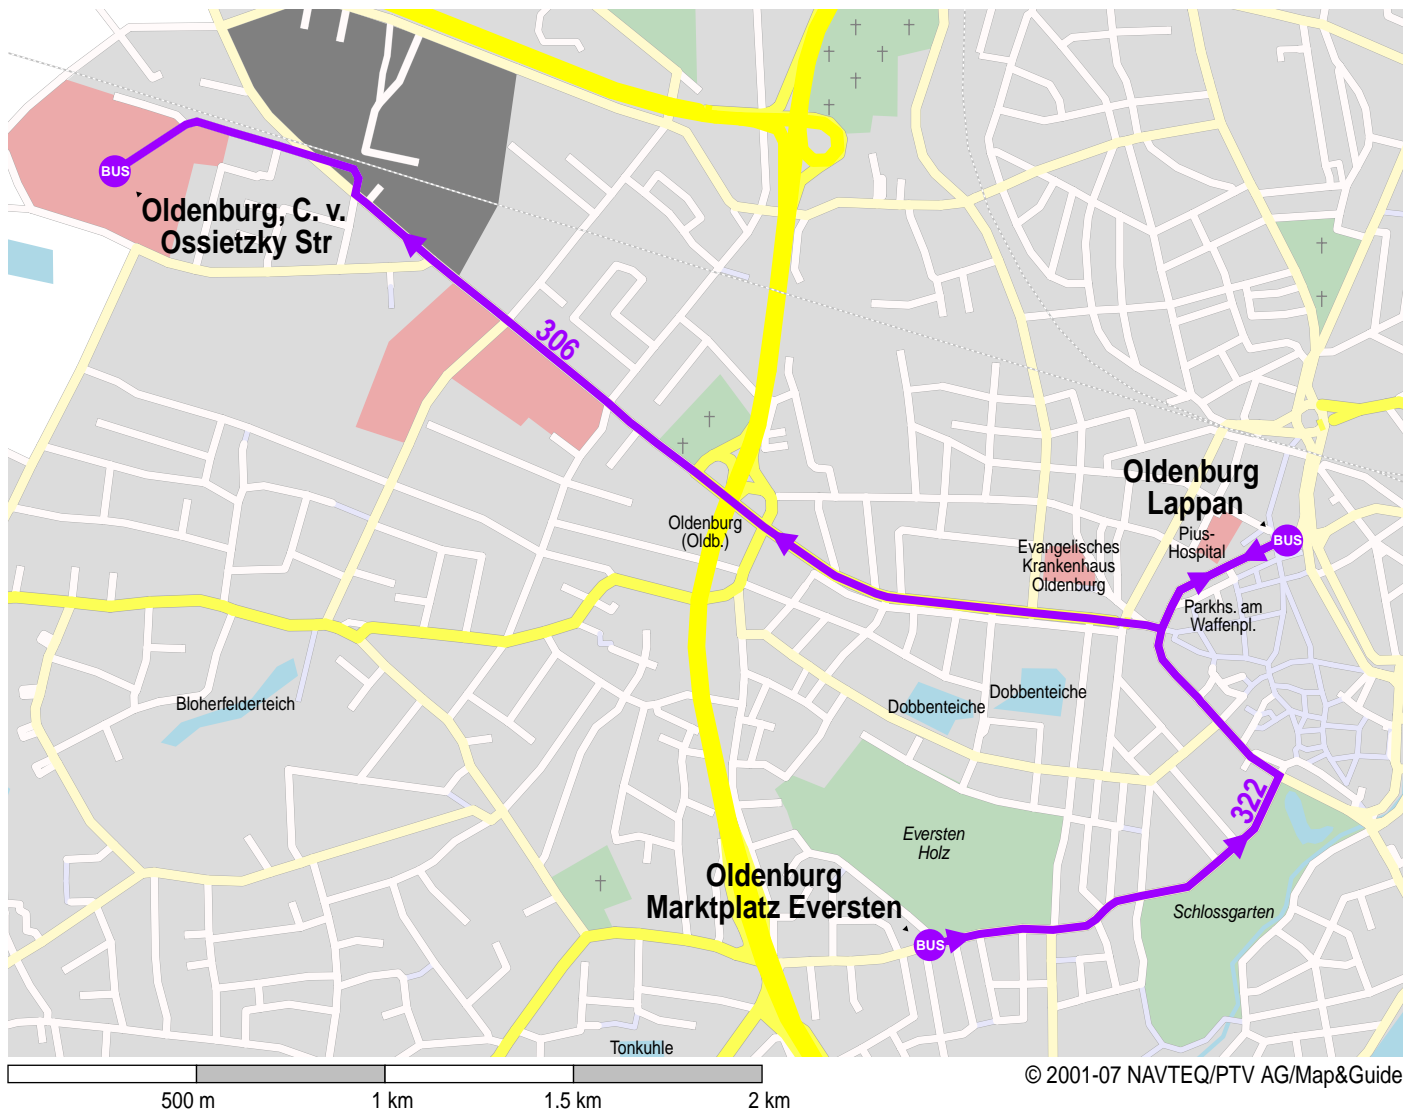 BUS
Oldenburg, C. v.
Ossietzky Str
306
Oldenburg
Lappan
Oldenburg
(Oldb.)
Pius-
Hospital
BUS
Evangelisches
Krankenhaus
Oldenburg
Parkhs. am
Waffenpl.
Bloherfelderteich
Dobbenteiche
Dobbenteiche
322
Eversten
Holz
Oldenburg
Marktplatz Eversten
Schlossgarten
BUS
Tonkuhle
© 2001-07 NAVTEQ/PTV AG/Map&Guide
500 m
1 km
1.5 km
2 km